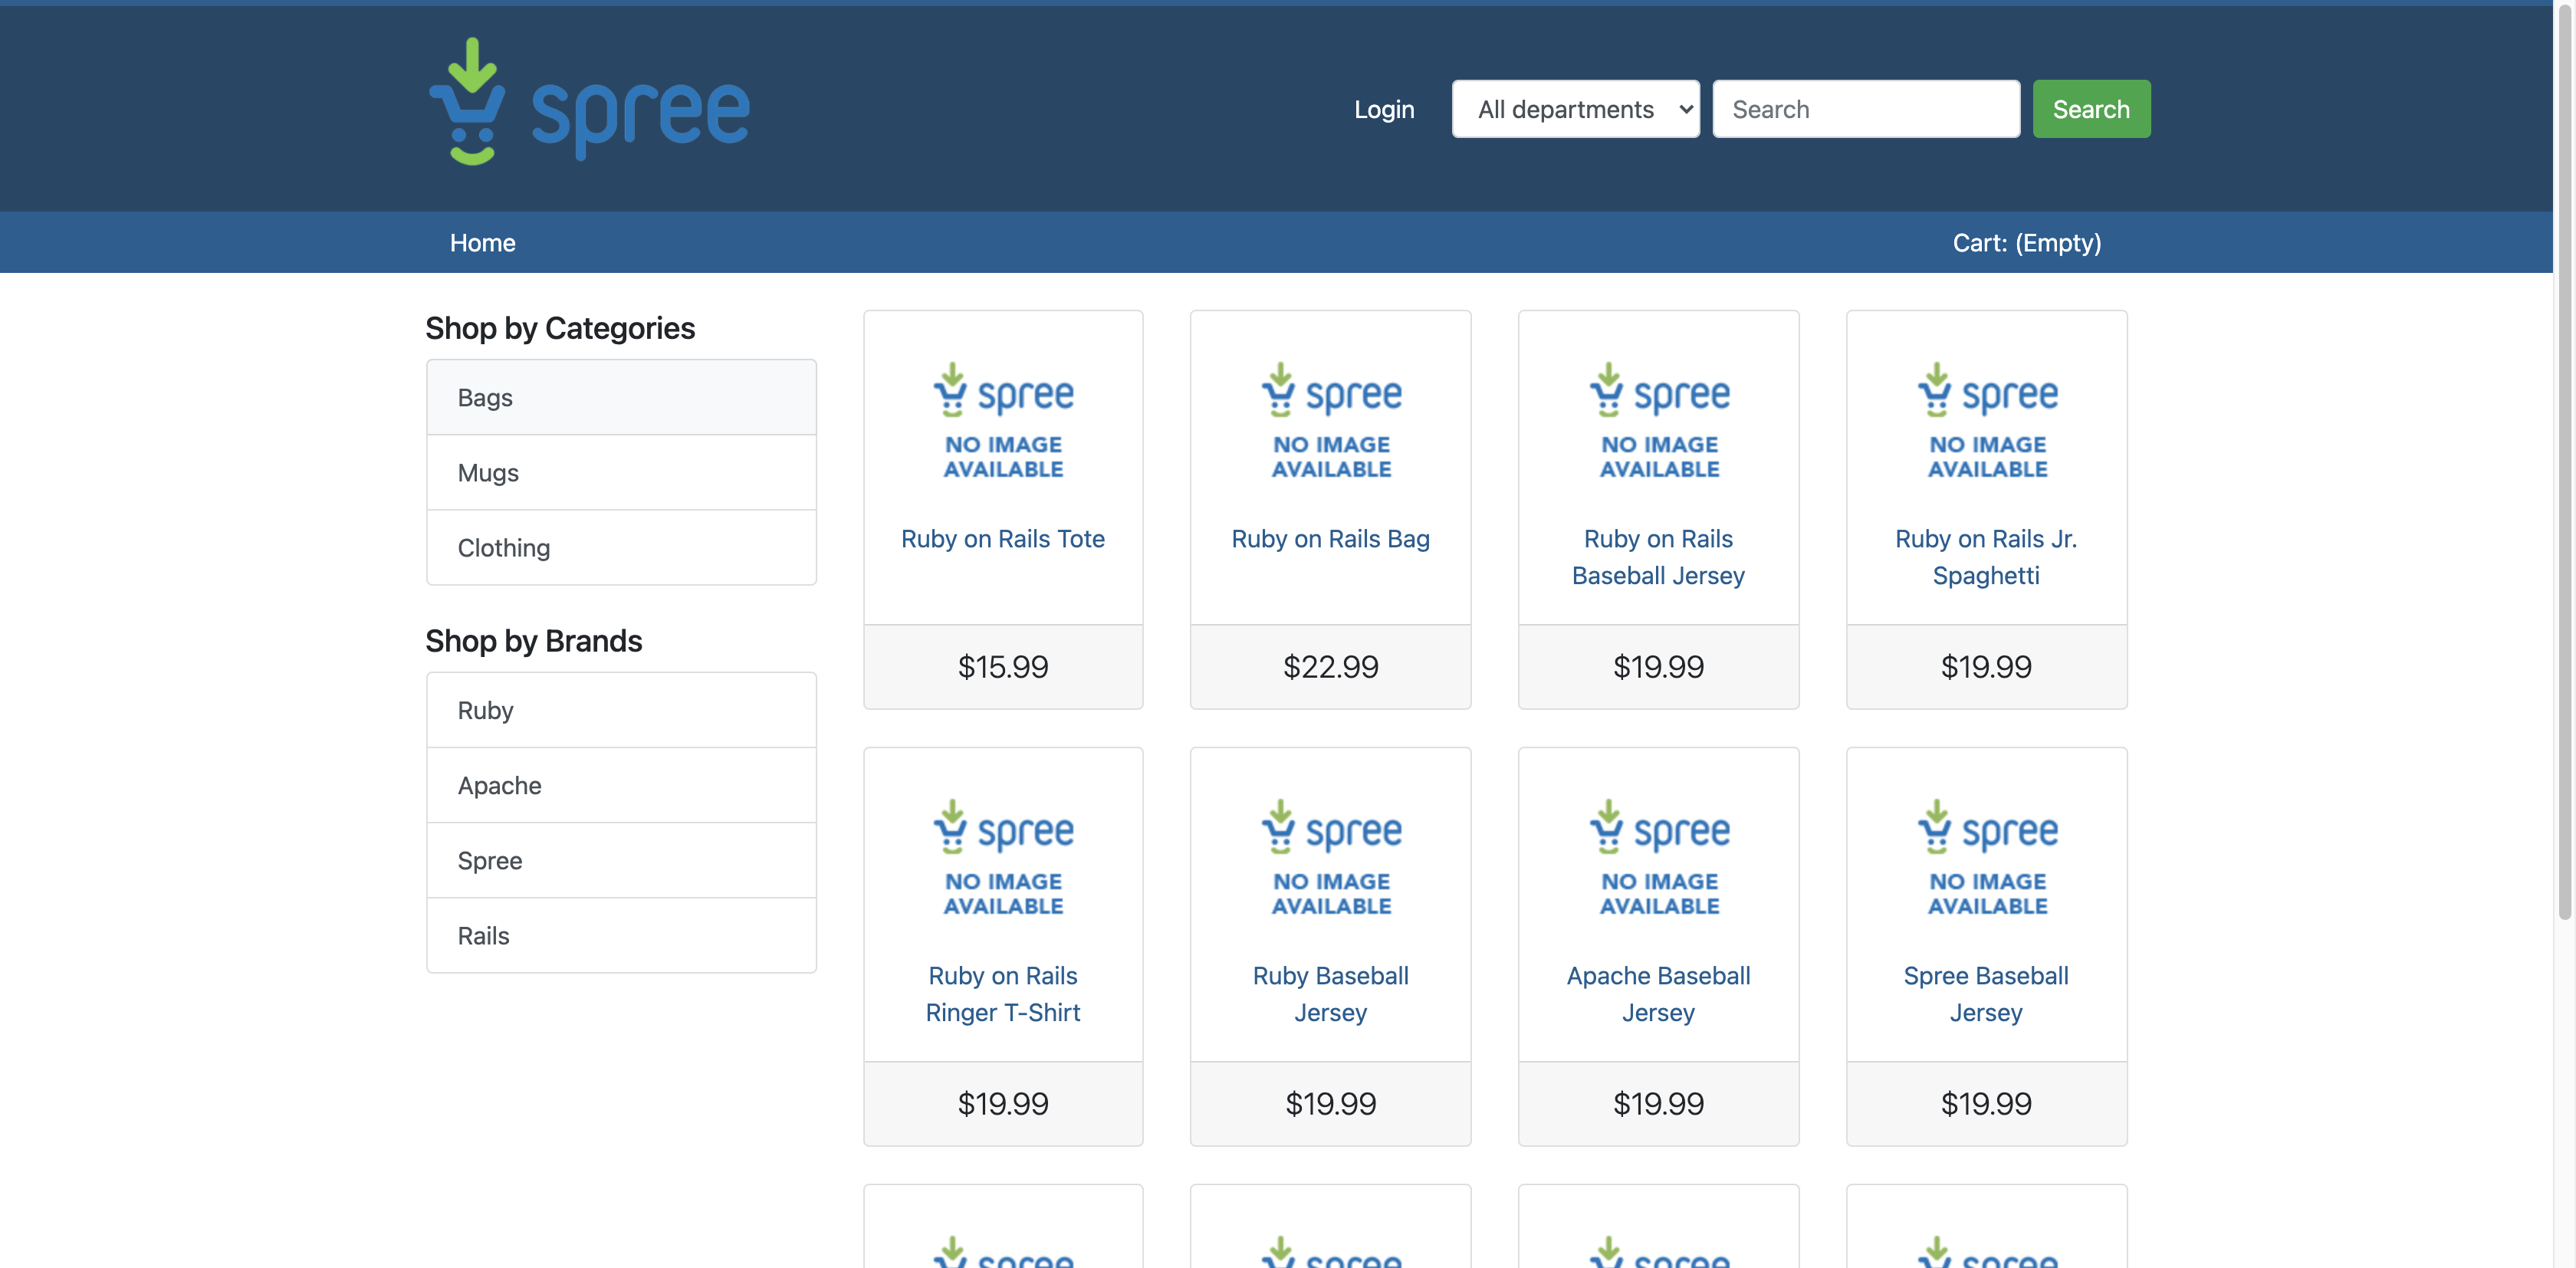 spree
Login
All departments
Search
Search
Home
Cart: (Empty)
Shop by Categories
Bags
Mugs
Clothing
Shop by Brands
Ruby
Apache
Spree
Rails
spree
NO IMAGE
AVAILABLE
Ruby on Rails Tote
$15.99
spree
NO IMAGE
AVAILABLE
Ruby on Rails Bag
$22.99
spree
NO IMAGE
AVAILABLE
Ruby on Rails
Baseball Jersey
$19.99
spree
NO IMAGE
AVAILABLE
Ruby on Rails Jr.
Spaghetti
$19.99
spree
NO IMAGE
AVAILABLE
Ruby on Rails
Ringer T-Shirt
$19.99
spree
NO IMAGE
AVAILABLE
Ruby Baseball
Jersey
$19.99
spree
NO IMAGE
AVAILABLE
Apache Baseball
Jersey
$19.99
spree
NO IMAGE
AVAILABLE
Spree Baseball
Jersey
$19.99
spree
spree
spree
spree